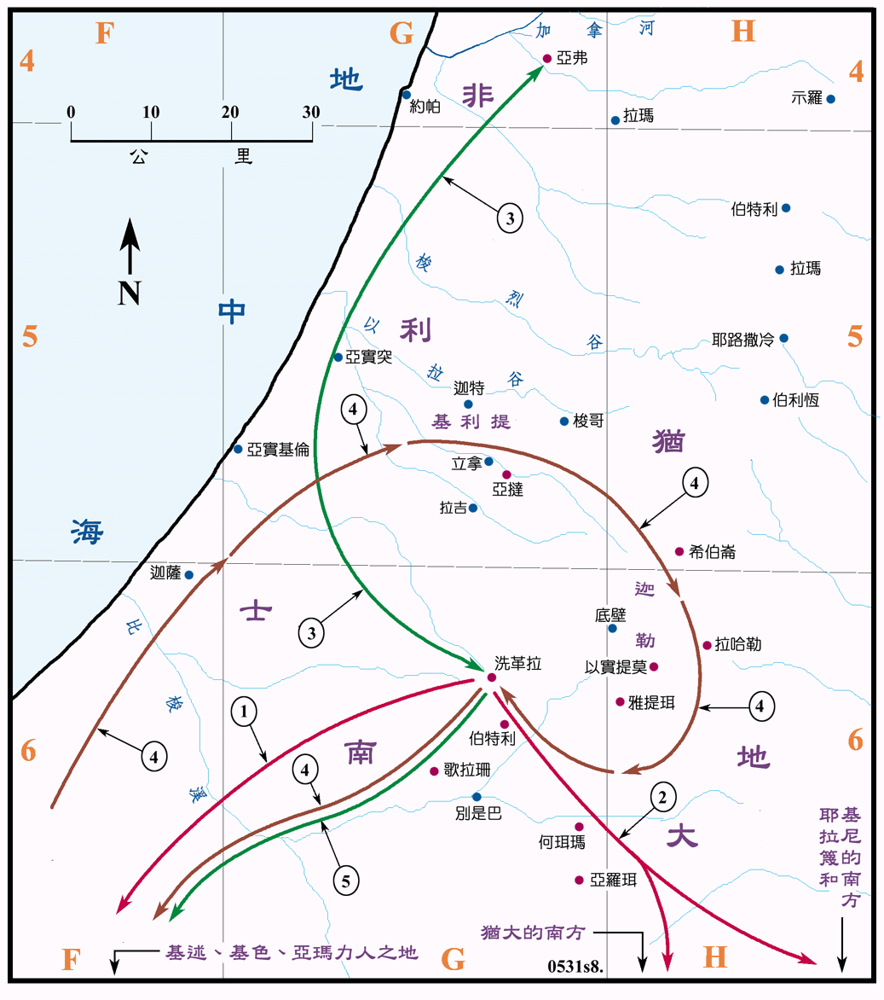 F G H
加拿河
4 4
亞弗
地
非
示羅
約帕
0 10 20 30
拉瑪
公里
伯特利
3
梭烈谷
拉瑪
N
中
以拉谷
利
5 5
耶路撒冷
亞實突
迦特
伯利恆
4
基利提
梭哥
猶
亞實基倫
立拿
亞撻
4
拉吉
海
希伯崙
迦薩
迦勒
士
底壁
比梭溪
3
拉哈勒
洗革拉
以實提莫
1
雅提珥
4
伯特利
6 6
4
南
地
4
歌拉珊
2
別是巴
耶拉篾和
基尼的南方
何珥瑪
大
5
亞羅珥
猶大的南方
F
基述、基色、亞瑪力人之地
G
H
0531s8.